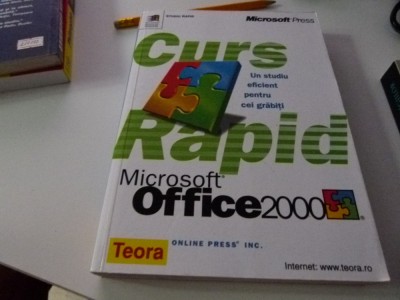 Microsoft Press
Curs
Un studiu
eficient
pentru
cei grăbiți
Rapid
Microsoft®
Office2000
Teora
ONLINE PRESS® INC.
Internet: www.teora.ro